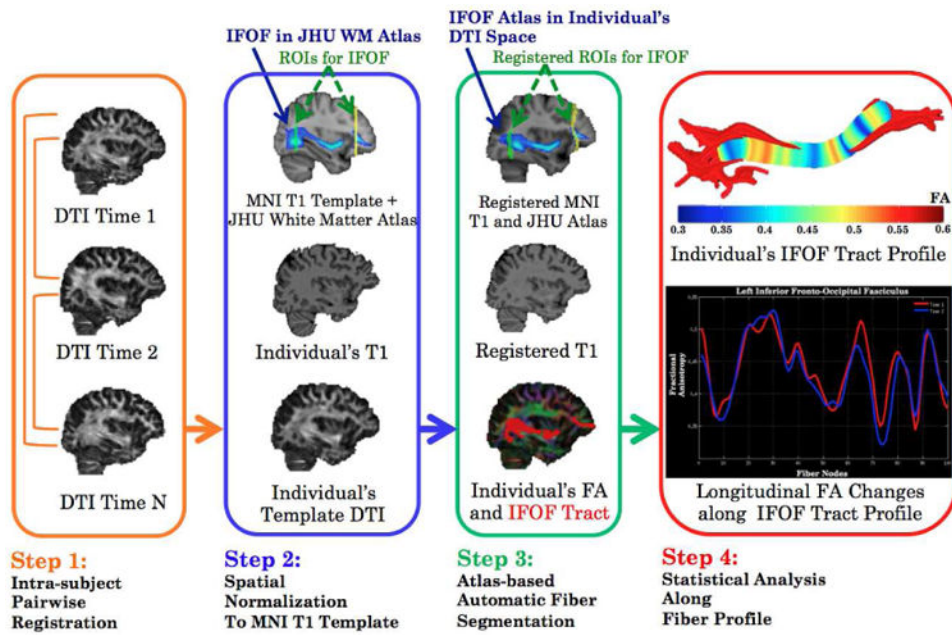 IFOF in JHU WM Atlas
ROIs for IFOF
IFOF Atlas in Individual's
DTI Space
Registered ROIs for IFOF
DTI Time 1
DTI Time 2
DTI Time N
MNI T1 Template +
JHU White Matter Atlas
Individual's T1
Individual's
Template DTI
Registered MNI
T1 and JHU Atlas
Registered T1
Individual's FA
and IFOF Tract
FA
0.3 0.35 0.4 0.45 0.5 0.55 0.6
Individual's IFOF Tract Profile
Left Inferior Fronto-Occipital Fasciculus
Time 1
Time 2
Fractional
Anisotropy
Fiber Nodes
Longitudinal FA Changes
along IFOF Tract Profile
Step 1:
Intra-subject
Pairwise
Registration
Step 2:
Spatial
Normalization
To MNI T1 Template
Step 3:
Atlas-based
Automatic Fiber
Segmentation
Step 4:
Statistical Analysis
Along
Fiber Profile